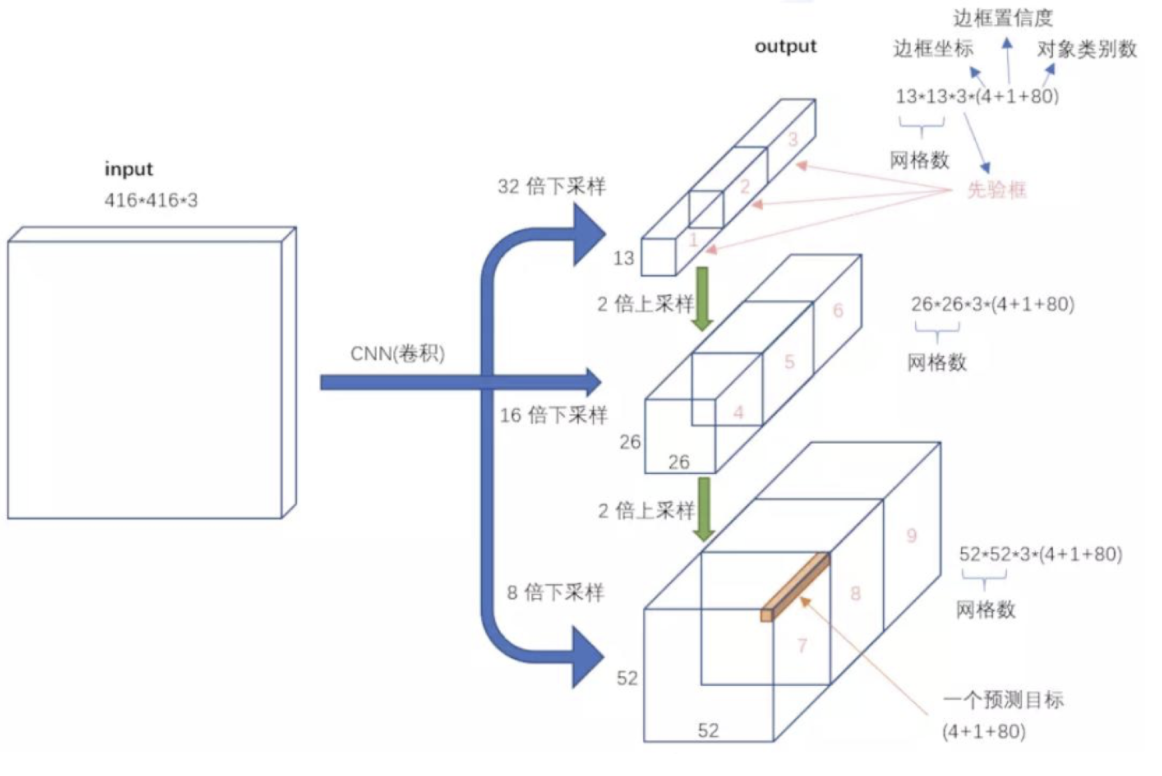 input
416*416*3
CNN(卷积)
32 倍下采样
16 倍下采样
8 倍下采样
output
边框置信度
边框坐标
对象类别数
13*13*3*(4+1+80)
网格数
先验框
3
2
1
13
2 倍上采样
6
5
4
26
26
26*26*3*(4+1+80)
网格数
2 倍上采样
9
8
7
52
52
52*52*3*(4+1+80)
网格数
一个预测目标
(4+1+80)